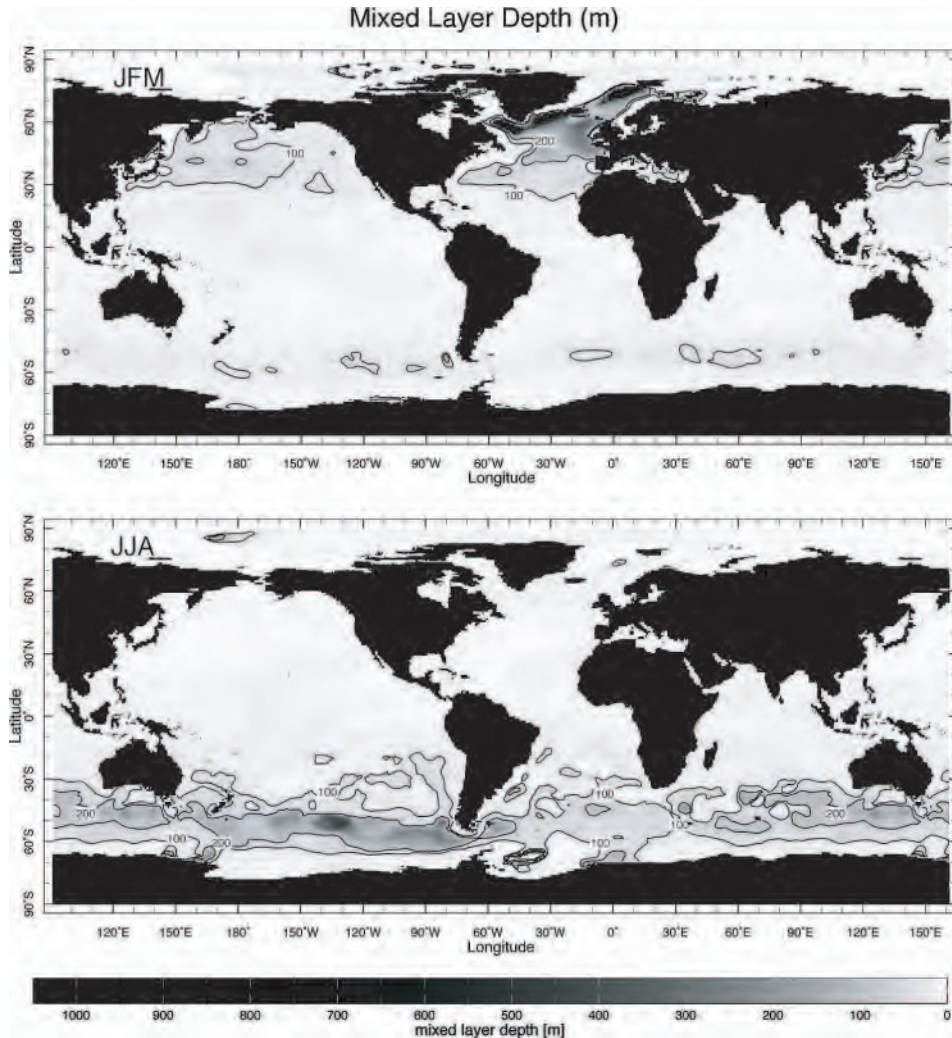 Mixed Layer Depth (m)
JFM
90°N
60°N
30°N
0°
30°S
60°S
90°S
Latitude
100
200
100
120°E 150°E 180° 150°W 120°W 90°W 60°W 30°W 0° 30°E 60°E 90°E 120°E 150°E
Longitude
JJA
90°N
60°N
30°N
0°
30°S
60°S
90°S
Latitude
100
100
200
100
200
100
100
200
100
120°E 150°E 180° 150°W 120°W 90°W 60°W 30°W 0° 30°E 60°E 90°E 120°E 150°E
Longitude
1000 900 800 700 600 500 400 300 200 100 0
mixed layer depth [m]